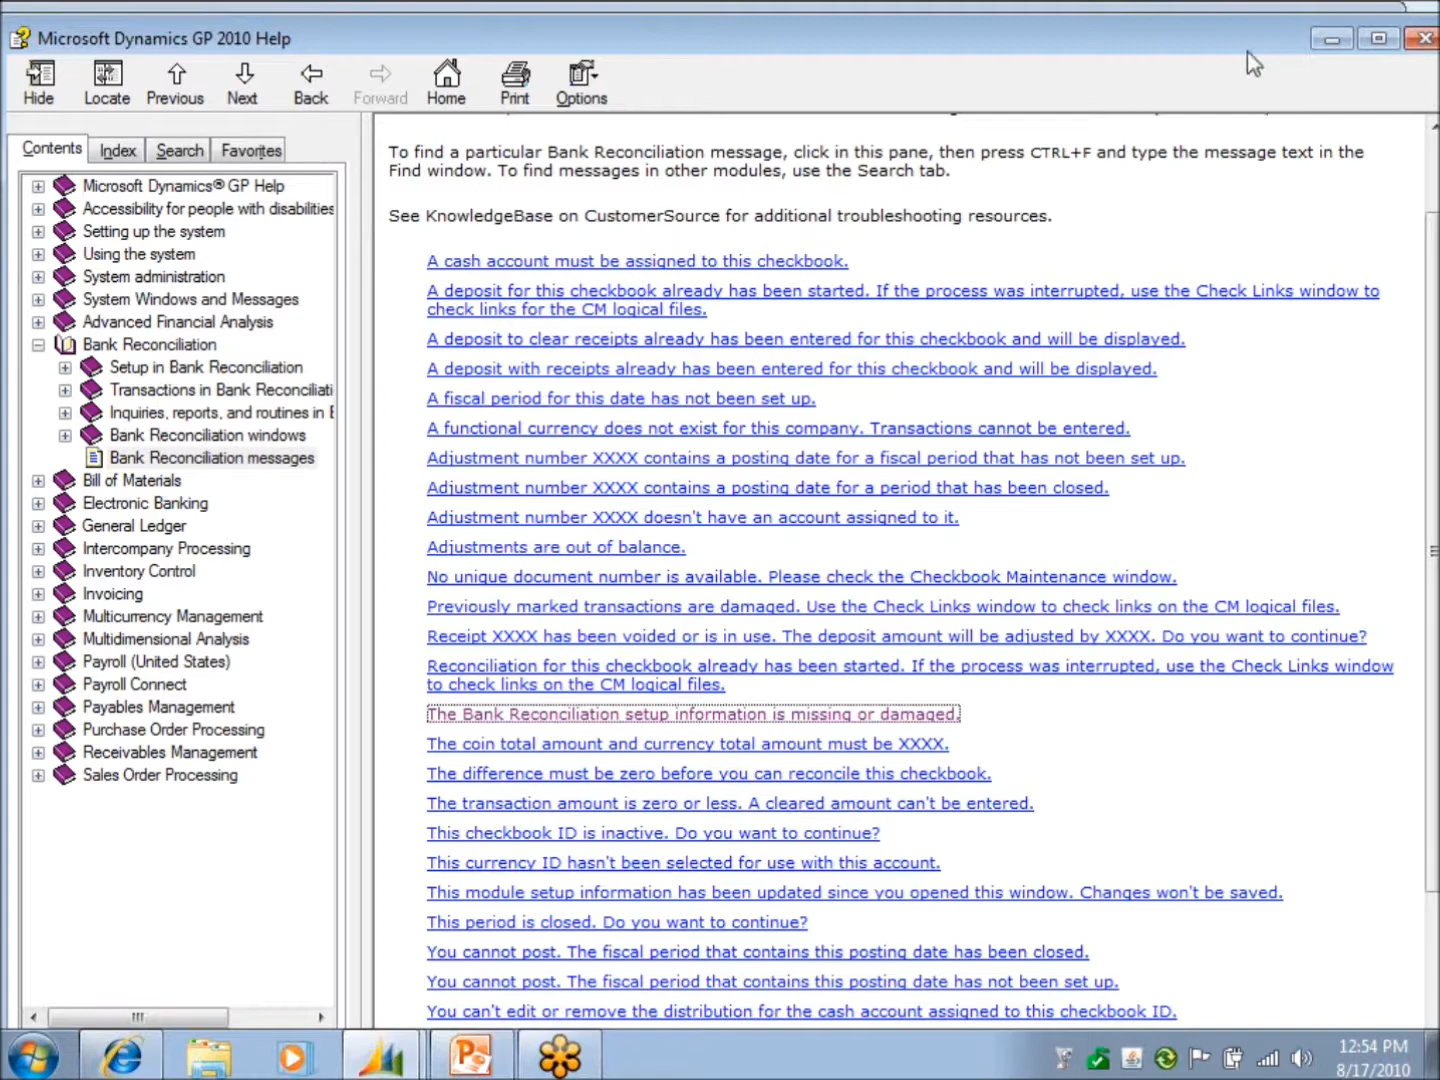 Microsoft Dynamics GP 2010 Help
Hide Locate Previous Next Back Forward Home Print Options
Contents Index Search Favorites
Microsoft Dynamics® GP Help
Accessibility for people with disabilities
Setting up the system
Using the system
System administration
System Windows and Messages
Advanced Financial Analysis
Bank Reconciliation
Setup in Bank Reconciliation
Transactions in Bank Reconciliati
Inquiries, reports, and routines in B
Bank Reconciliation windows
Bank Reconciliation messages
Bill of Materials
Electronic Banking
General Ledger
Intercompany Processing
Inventory Control
Invoicing
Multicurrency Management
Multidimensional Analysis
Payroll (United States)
Payroll Connect
Payables Management
Purchase Order Processing
Receivables Management
Sales Order Processing
To find a particular Bank Reconciliation message, click in this pane, then press CTRL+F and type the message text in the
Find window. To find messages in other modules, use the Search tab.
See KnowledgeBase on CustomerSource for additional troubleshooting resources.
A cash account must be assigned to this checkbook.
A deposit for this checkbook already has been started. If the process was interrupted, use the Check Links window to
check links for the CM logical files.
A deposit to clear receipts already has been entered for this checkbook and will be displayed.
A deposit with receipts already has been entered for this checkbook and will be displayed.
A fiscal period for this date has not been set up.
A functional currency does not exist for this company. Transactions cannot be entered.
Adjustment number XXXX contains a posting date for a fiscal period that has not been set up.
Adjustment number XXXX contains a posting date for a period that has been closed.
Adjustment number XXXX doesn't have an account assigned to it.
Adjustments are out of balance.
No unique document number is available. Please check the Checkbook Maintenance window.
Previously marked transactions are damaged. Use the Check Links window to check links on the CM logical files.
Receipt XXXX has been voided or is in use. The deposit amount will be adjusted by XXXX. Do you want to continue?
Reconciliation for this checkbook already has been started. If the process was interrupted, use the Check Links window
to check links on the CM logical files.
The Bank Reconciliation setup information is missing or damaged.
The coin total amount and currency total amount must be XXXX.
The difference must be zero before you can reconcile this checkbook.
The transaction amount is zero or less. A cleared amount can't be entered.
This checkbook ID is inactive. Do you want to continue?
This currency ID hasn't been selected for use with this account.
This module setup information has been updated since you opened this window. Changes won't be saved.
This period is closed. Do you want to continue?
You cannot post. The fiscal period that contains this posting date has been closed.
You cannot post. The fiscal period that contains this posting date has not been set up.
You can't edit or remove the distribution for the cash account assigned to this checkbook ID.
12:54 PM
8/17/2010